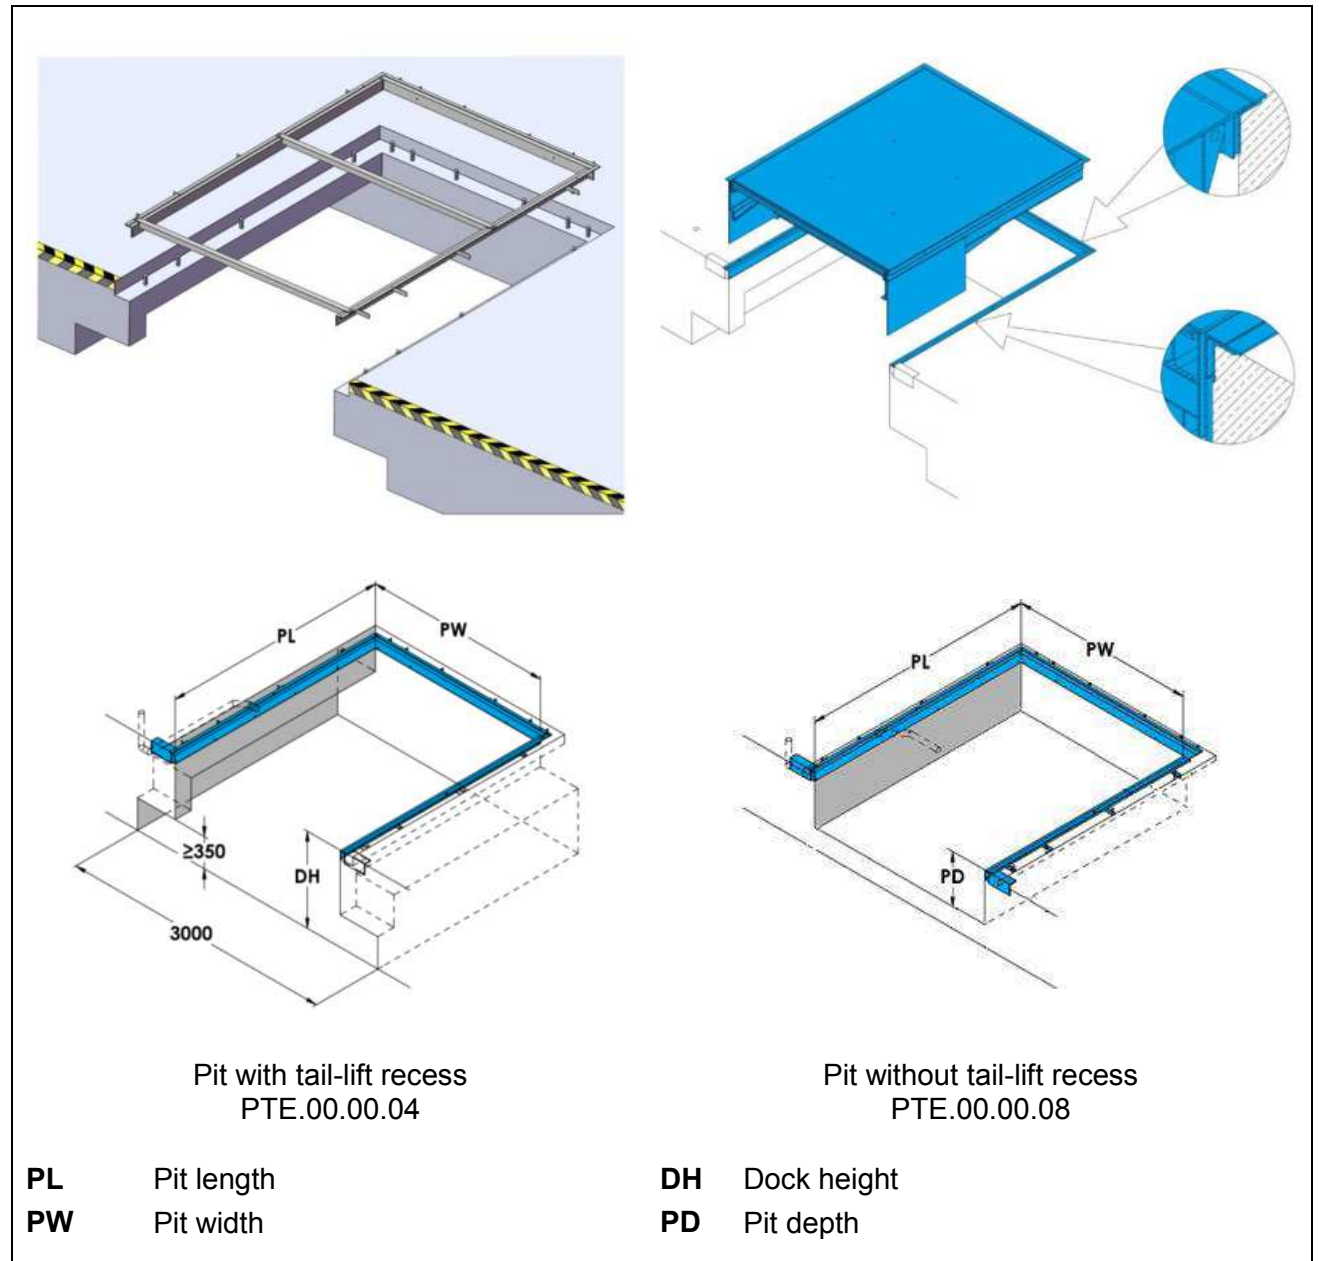 PL
PW
≥350
DH
3000
PL
PW
PD
Pit with tail-lift recess
PTE.00.00.04
Pit without tail-lift recess
PTE.00.00.08
PL Pit length
DH Dock height
PW Pit width
PD Pit depth